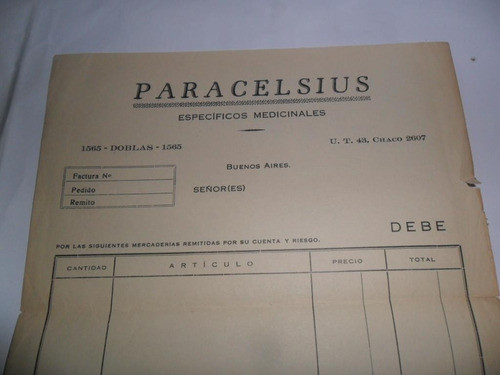 PARACELSIUS
ESPECÍFICOS MEDICINALES
1565 - DOBLAS - 1565
U. T. 43, CHACO 2607
BUENOS AIRES.
Factura Nº
Pedido
Remito
SEÑOR(ES)
DEBE
POR LAS SIGUIENTES MERCADERIAS REMITIDAS POR SU CUENTA Y RIESGO.
CANTIDAD ARTÍCULO PRECIO TOTAL